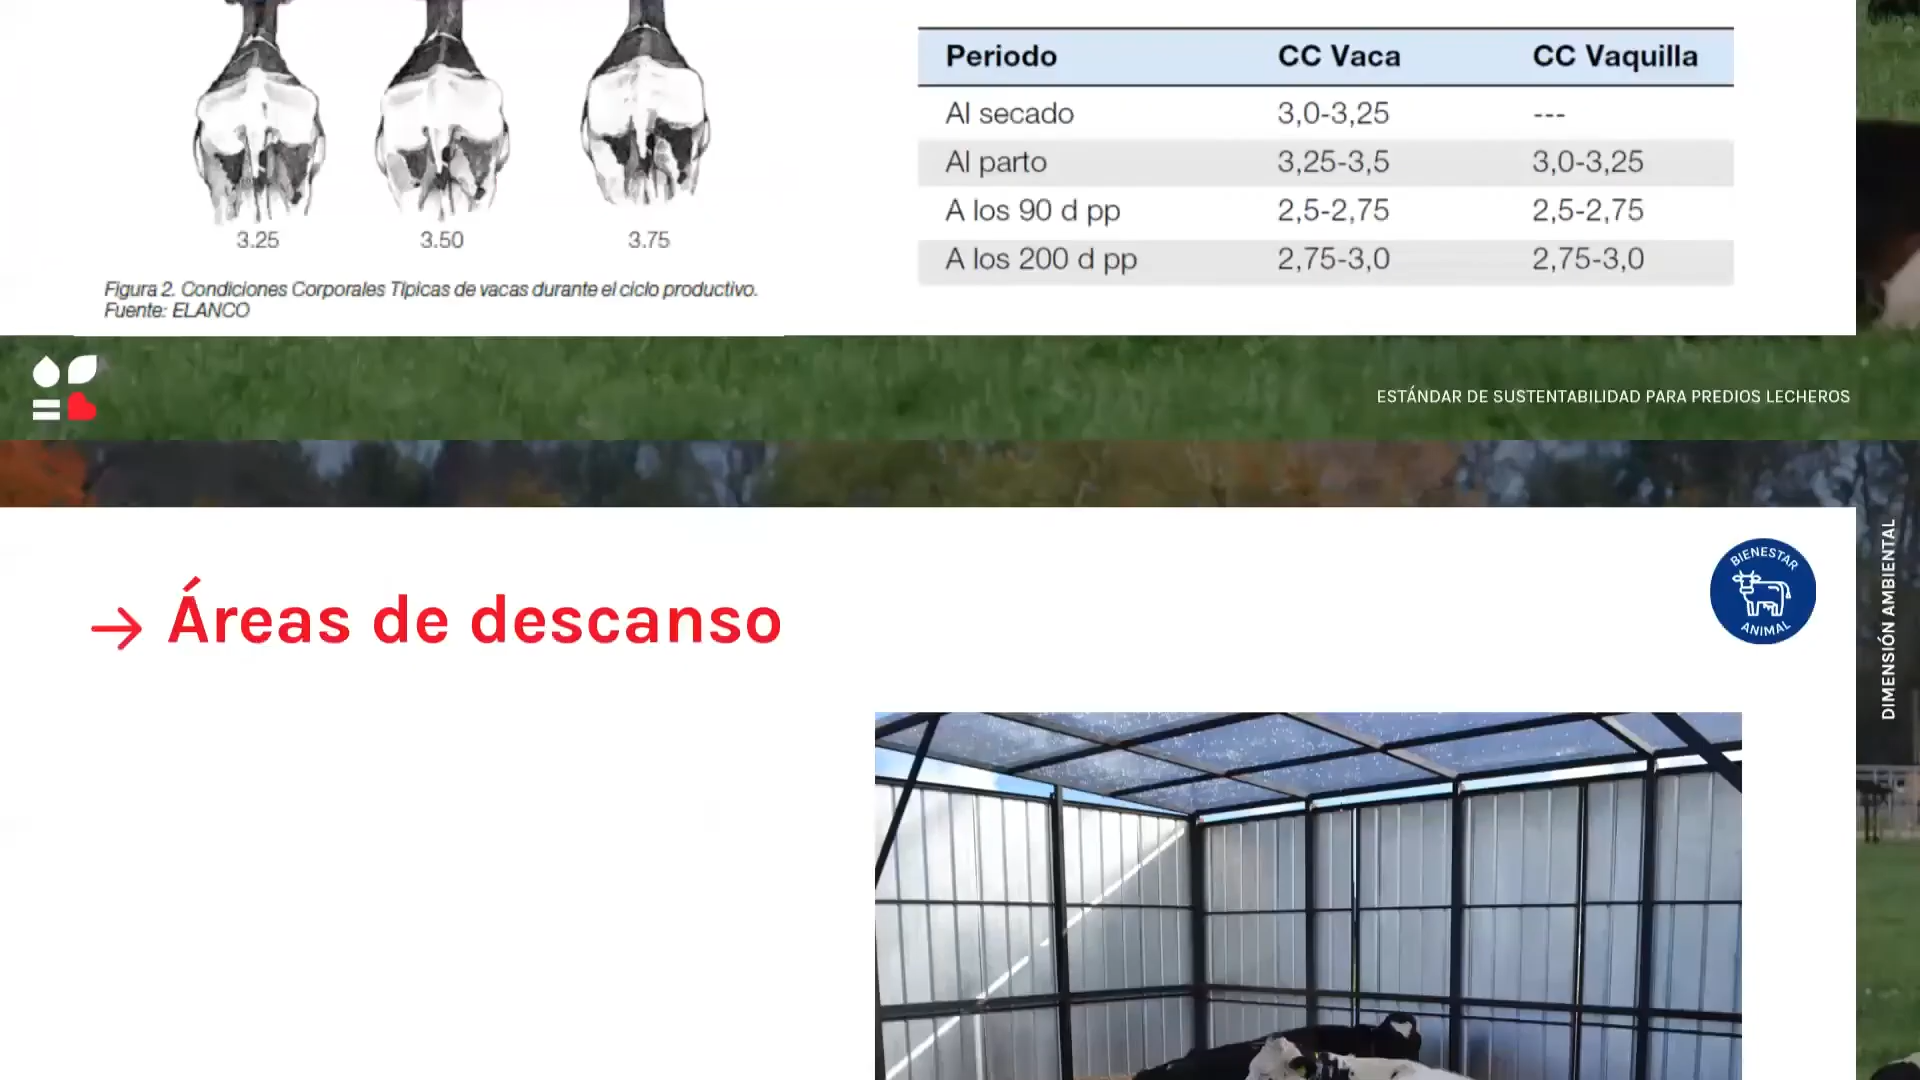 3.25 3.50 3.75
Figura 2. Condiciones Corporales Típicas de vacas durante el ciclo productivo.
Fuente: ELANCO
Periodo CC Vaca CC Vaquilla
Al secado 3,0-3,25 ---
Al parto 3,25-3,5 3,0-3,25
A los 90 d pp 2,5-2,75 2,5-2,75
A los 200 d pp 2,75-3,0 2,75-3,0
ESTÁNDAR DE SUSTENTABILIDAD PARA PREDIOS LECHEROS
→ Áreas de descanso
BIENESTAR
ANIMAL
DIMENSIÓN AMBIENTAL